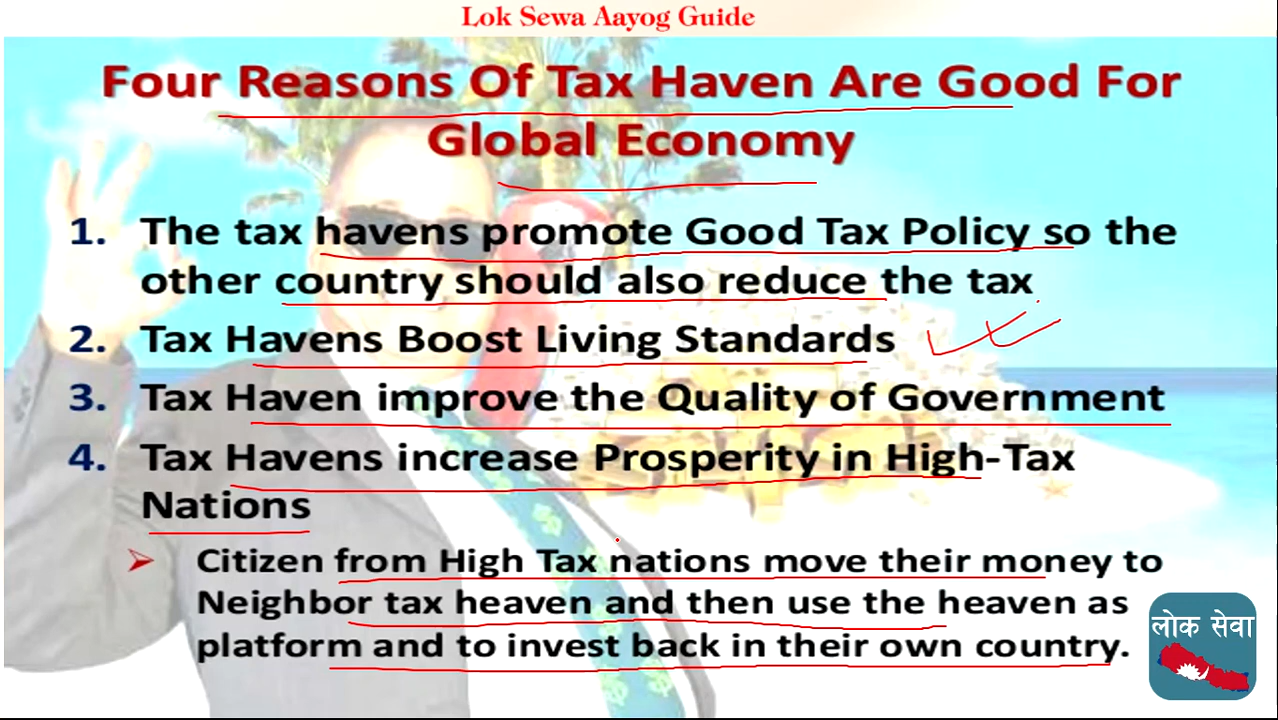 Lok Sewa Aayog Guide
Four Reasons Of Tax Haven Are Good For
Global Economy
1. The tax havens promote Good Tax Policy so the
other country should also reduce the tax
2. Tax Havens Boost Living Standards
3. Tax Haven improve the Quality of Government
4. Tax Havens increase Prosperity in High-Tax
Nations
Citizen from High Tax nations move their money to
Neighbor tax heaven and then use the heaven as
platform and to invest back in their own country.
लोक सेवा